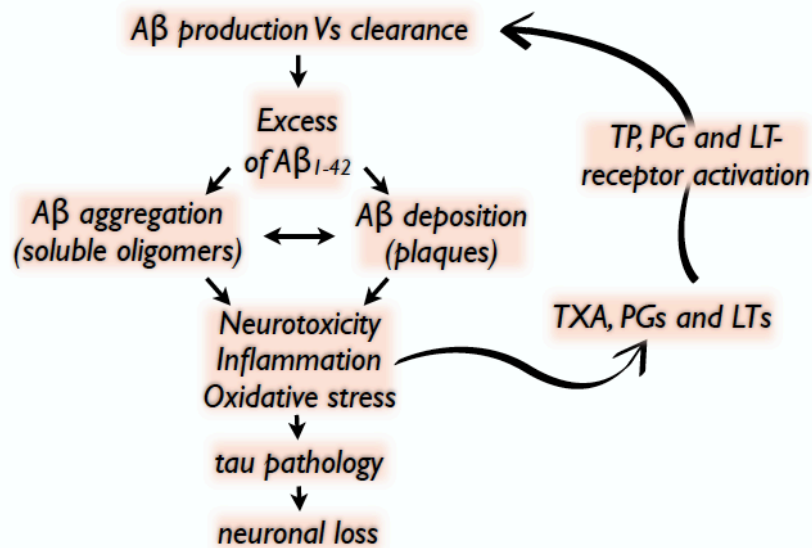 Aβ production Vs clearance
Excess
of Aβ1-42
Aβ aggregation
(soluble oligomers)
Aβ deposition
(plaques)
Neurotoxicity
Inflammation
Oxidative stress
tau pathology
neuronal loss
TXA, PGs and LTs
TP, PG and LT-
receptor activation